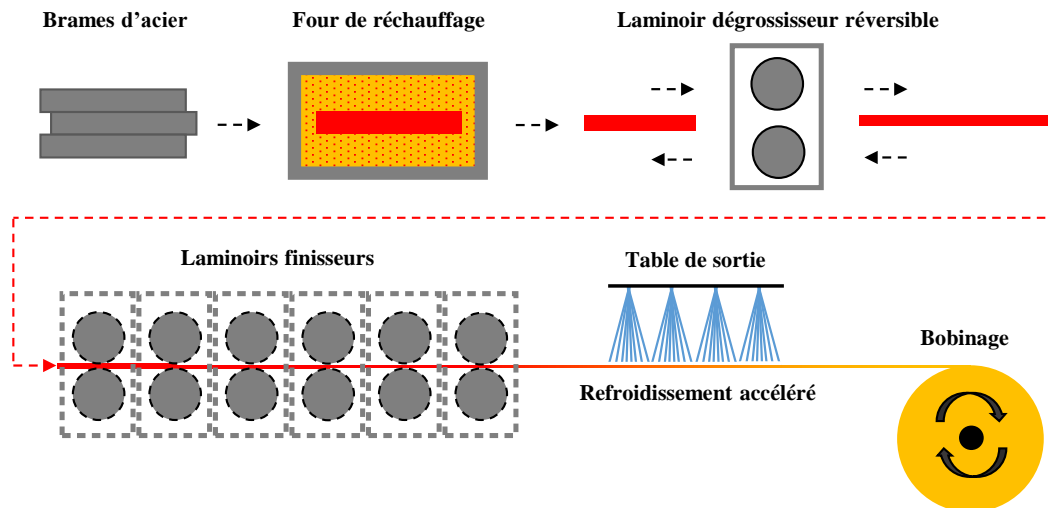 Brames d’acier
Four de réchauffage
Laminoir dégrossisseur réversible
Laminoirs finisseurs
Table de sortie
Bobinage
Refroidissement accéléré